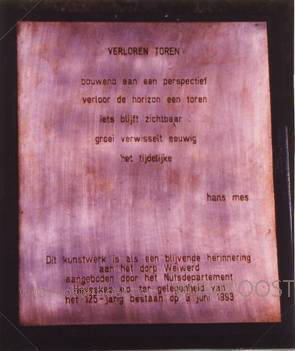 VERLOREN TOREN
bouwend aan een perspectief
verloor de horizon een toren
iets blijft zichtbaar
groei verwisselt eeuwig
het tijdelijke
hans mes
Dit kunstwerk is als een blijvende herinnering
aan het dorp Weiwerd
aangeboden door het Nutsdepartement
ter gelegenheid van
het 125-jarig bestaan op juni 1993